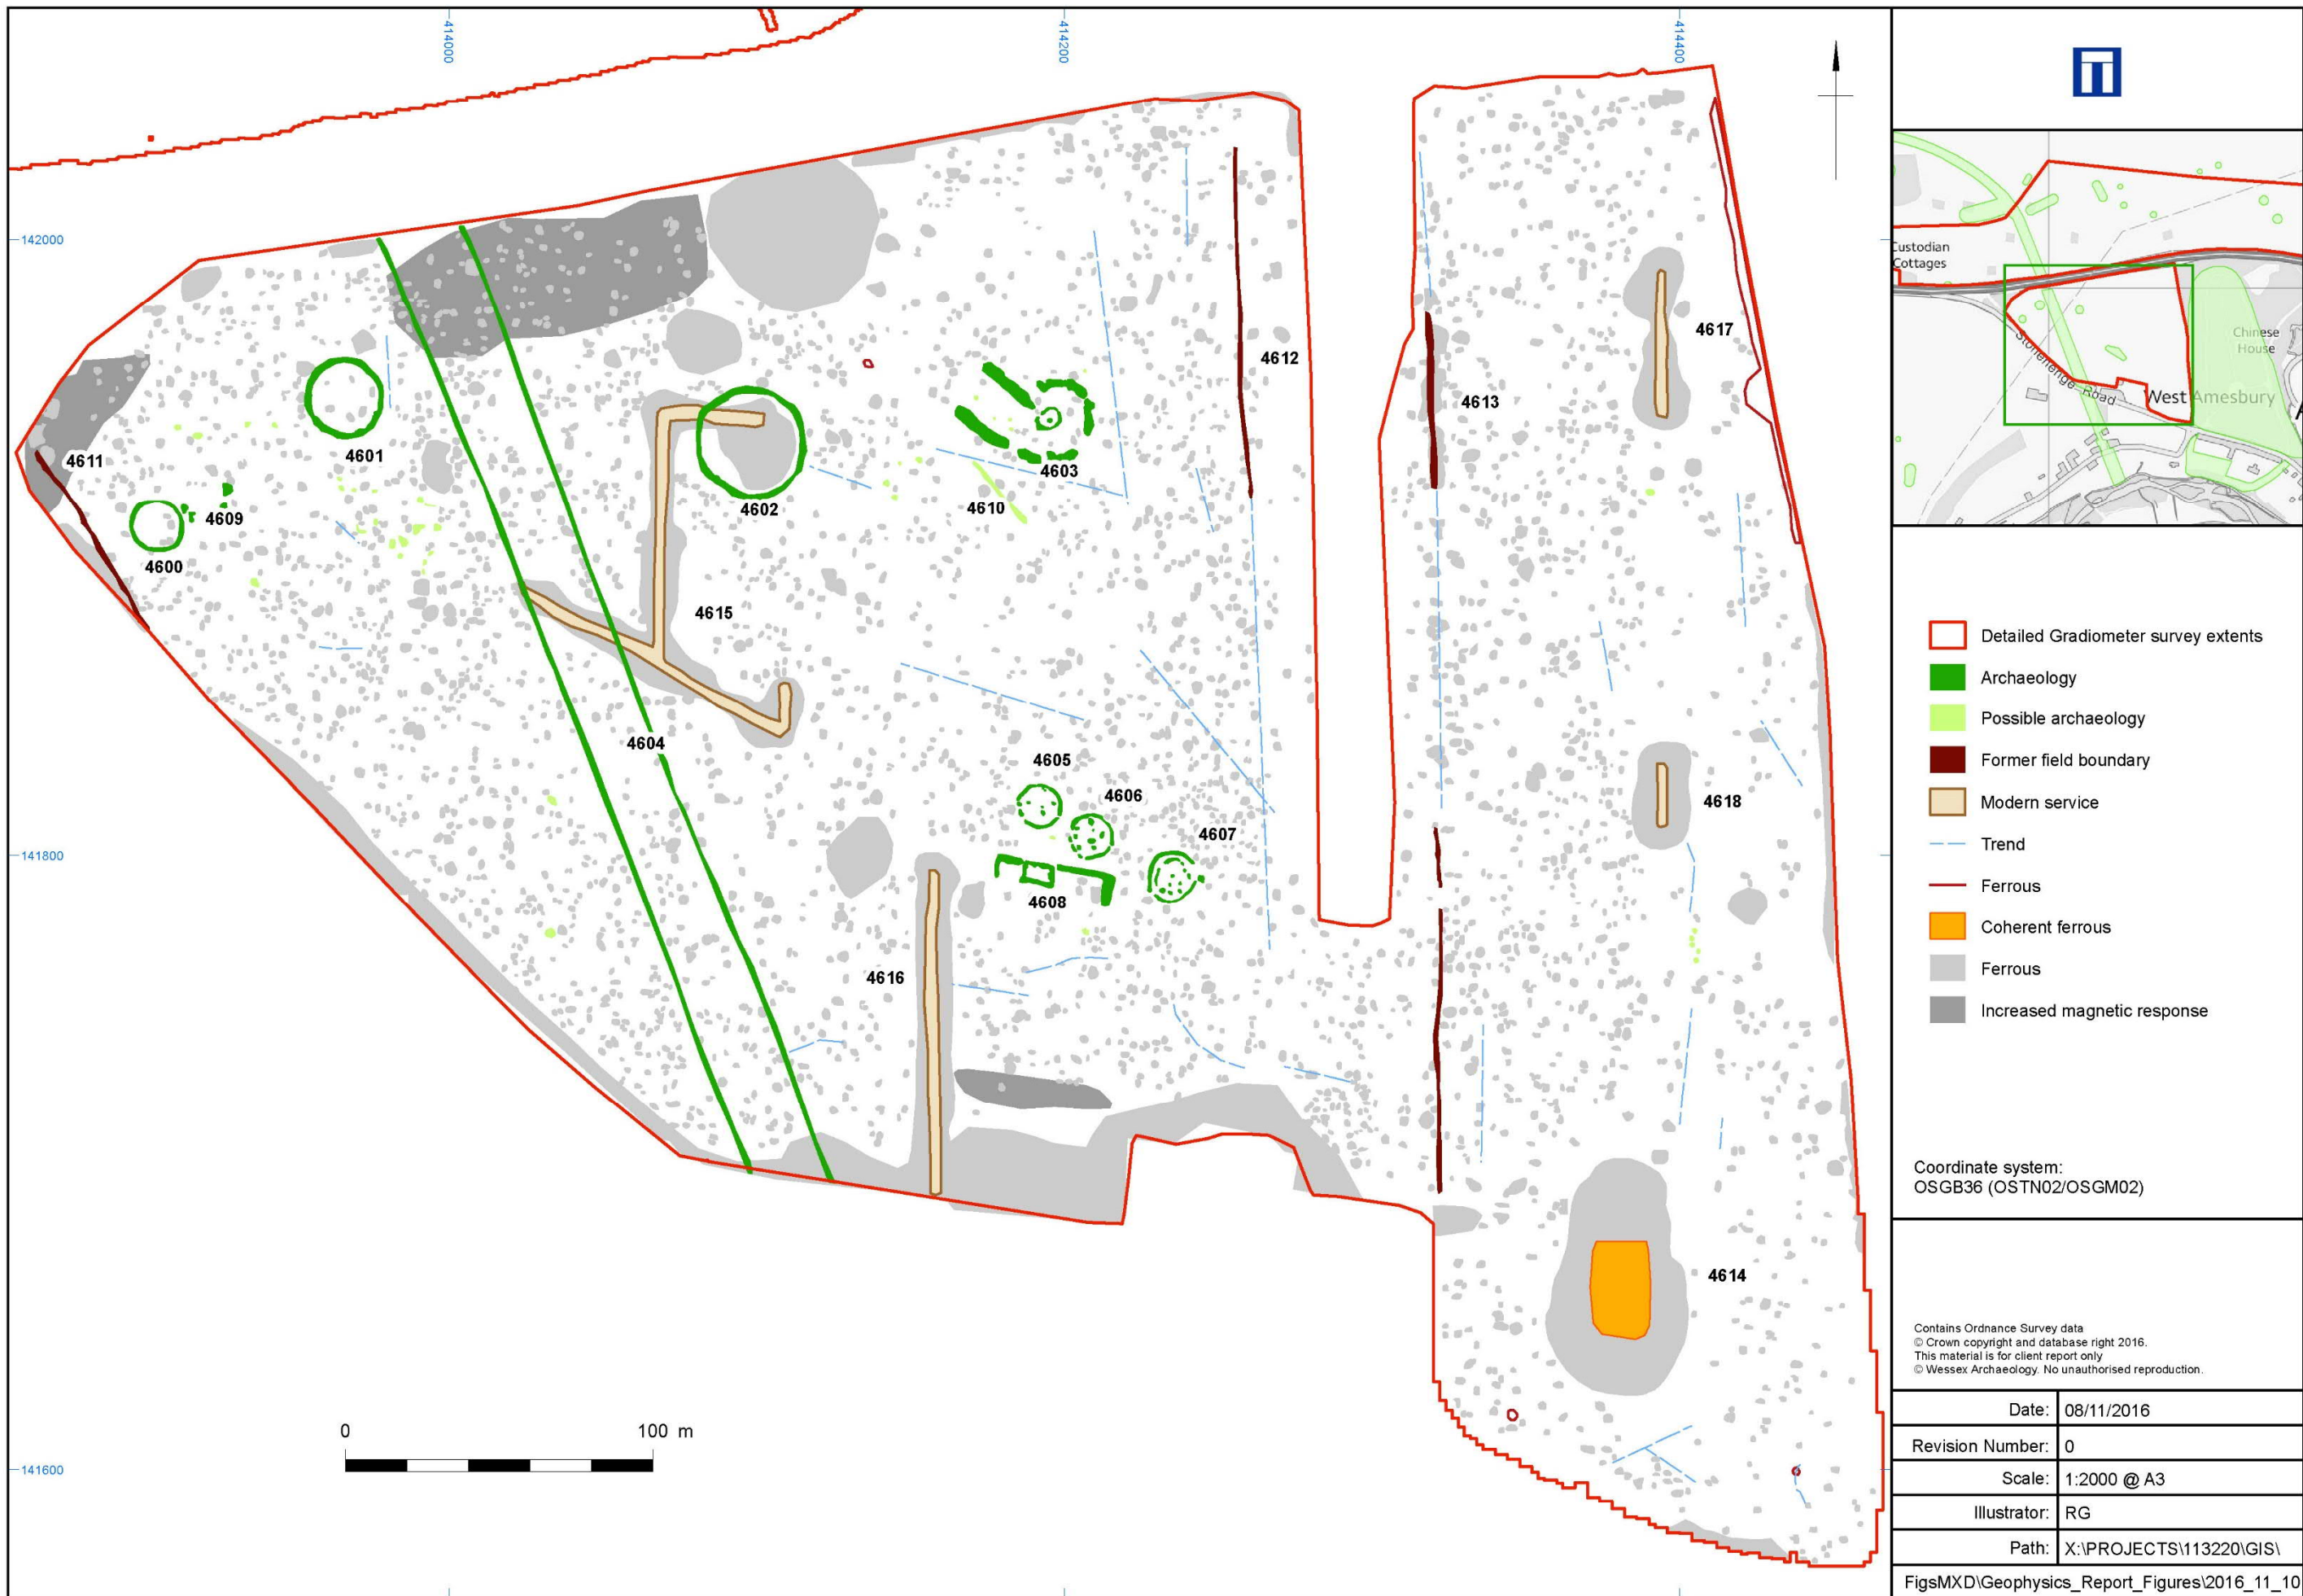 414000
414200
414400
142000
141800
141600
4617
4612
4613
4601
4611
4603
4602
4610
4609
4600
4615
4604
4605
4606
4618
4607
4608
4616
4614
0 100 m
Custodian
Cottages
Stonehenge Road
Chinese
House
West Amesbury
A
Detailed Gradiometer survey extents
Archaeology
Possible archaeology
Former field boundary
Modern service
Trend
Ferrous
Coherent ferrous
Ferrous
Increased magnetic response
Coordinate system:
OSGB36 (OSTN02/OSGM02)
Contains Ordnance Survey data
© Crown copyright and database right 2016.
This material is for client report only
© Wessex Archaeology. No unauthorised reproduction.
Date: 08/11/2016
Revision Number: 0
Scale: 1:2000 @ A3
Illustrator: RG
Path: X:\PROJECTS\113220\GIS\
FigsMXD\Geophysics_Report_Figures\2016_11_10